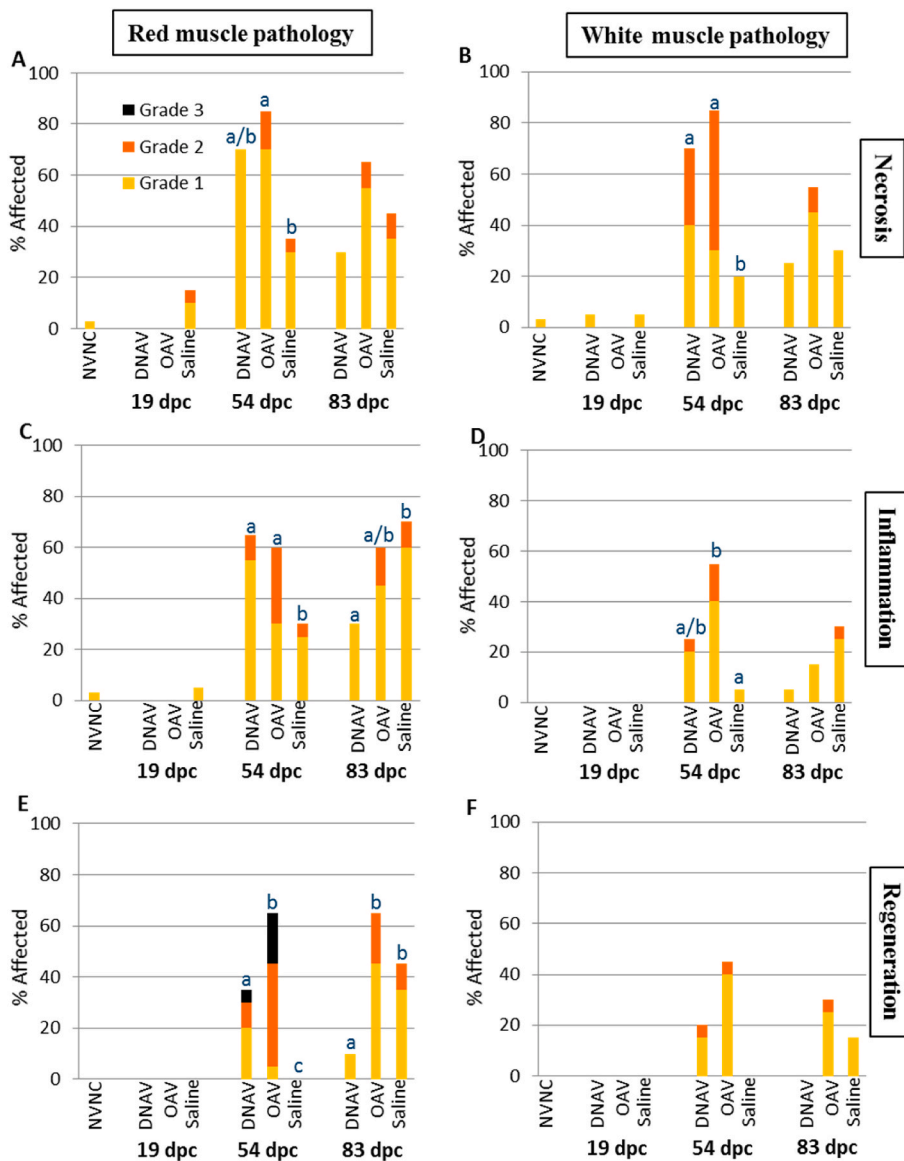 Red muscle pathology
White muscle pathology
A
100
80
60
40
20
0
% Affected
Grade 3
Grade 2
Grade 1
a/b
a
b
NVNC
DNAV
OAV
Saline
DNAV
OAV
Saline
DNAV
OAV
Saline
19 dpc
54 dpc
83 dpc
B
100
80
60
40
20
0
% Affected
a
a
b
NVNC
DNAV
OAV
Saline
DNAV
OAV
Saline
DNAV
OAV
Saline
19 dpc
54 dpc
83 dpc
Necrosis
C
100
80
60
40
20
0
% Affected
a
a
b
a
a/b
b
NVNC
DNAV
OAV
Saline
DNAV
OAV
Saline
DNAV
OAV
Saline
19 dpc
54 dpc
83 dpc
D
100
80
60
40
20
0
% Affected
a/b
b
a
NVNC
DNAV
OAV
Saline
DNAV
OAV
Saline
DNAV
OAV
Saline
19 dpc
54 dpc
83 dpc
Inflammation
E
100
80
60
40
20
0
% Affected
a
b
c
a
b
b
NVNC
DNAV
OAV
Saline
DNAV
OAV
Saline
DNAV
OAV
Saline
19 dpc
54 dpc
83 dpc
F
100
80
60
40
20
0
% Affected
NVNC
DNAV
OAV
Saline
DNAV
OAV
Saline
DNAV
OAV
Saline
19 dpc
54 dpc
83 dpc
Regeneration